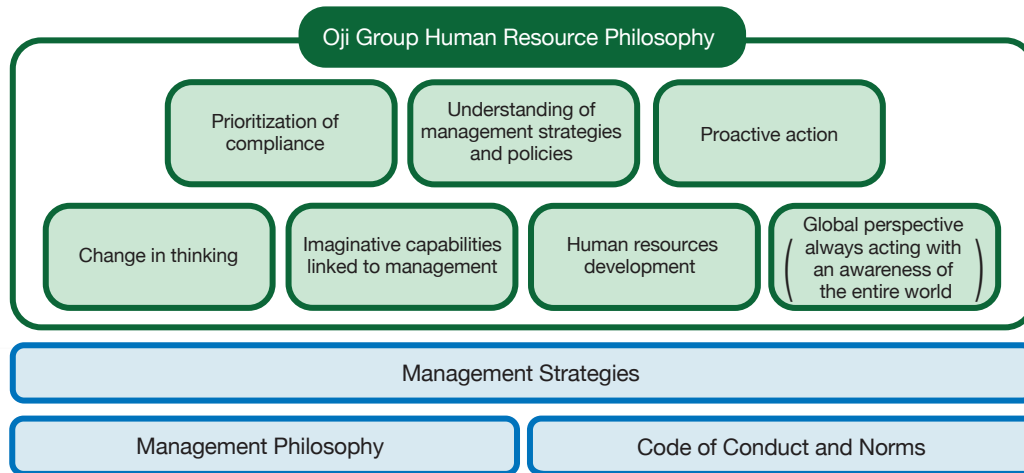 Oji Group Human Resource Philosophy
Prioritization of
compliance
Understanding of
management strategies
and policies
Proactive action
Change in thinking
Imaginative capabilities
linked to management
Human resources
development
Global perspective
(always acting with
an awareness of
the entire world)
Management Strategies
Management Philosophy
Code of Conduct and Norms